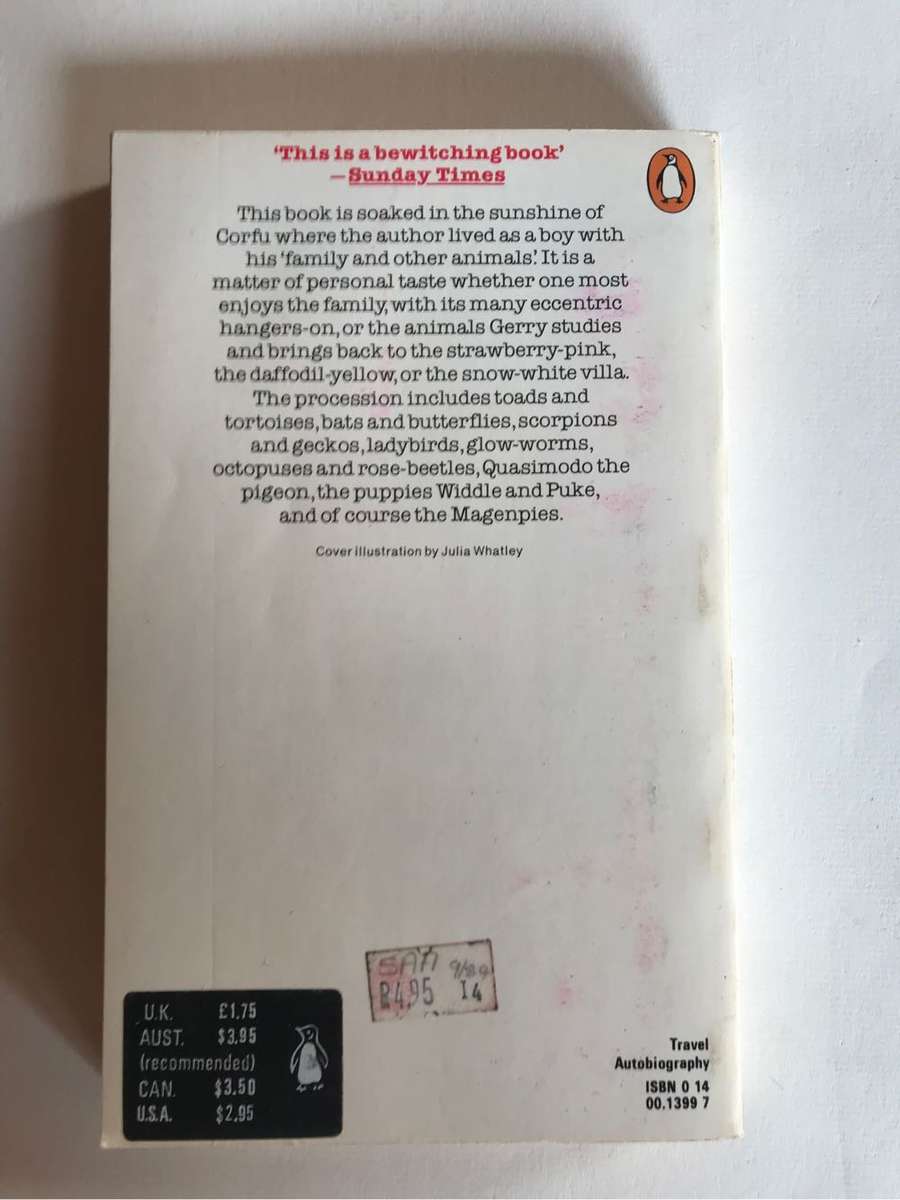 ‘This is a bewitching book’
—Sunday Times
This book is soaked in the sunshine of
Corfu where the author lived as a boy with
his ‘family and other animals’. It is a
matter of personal taste whether one most
enjoys the family, with its many eccentric
hangers-on, or the animals Gerry studies
and brings back to the strawberry-pink,
the daffodil-yellow, or the snow-white villa.
The procession includes toads and
tortoises, bats and butterflies, scorpions
and geckos, ladybirds, glow-worms,
octopuses and rose-beetles, Quasimodo the
pigeon, the puppies Widdle and Puke,
and of course the Magenpies.
Cover illustration by Julia Whatley
R4.95 14
U.K. £1.75
AUST. $3.95
(recommended)
CAN. $3.50
U.S.A. $2.95
Travel
Autobiography
ISBN 0 14
00.1399 7